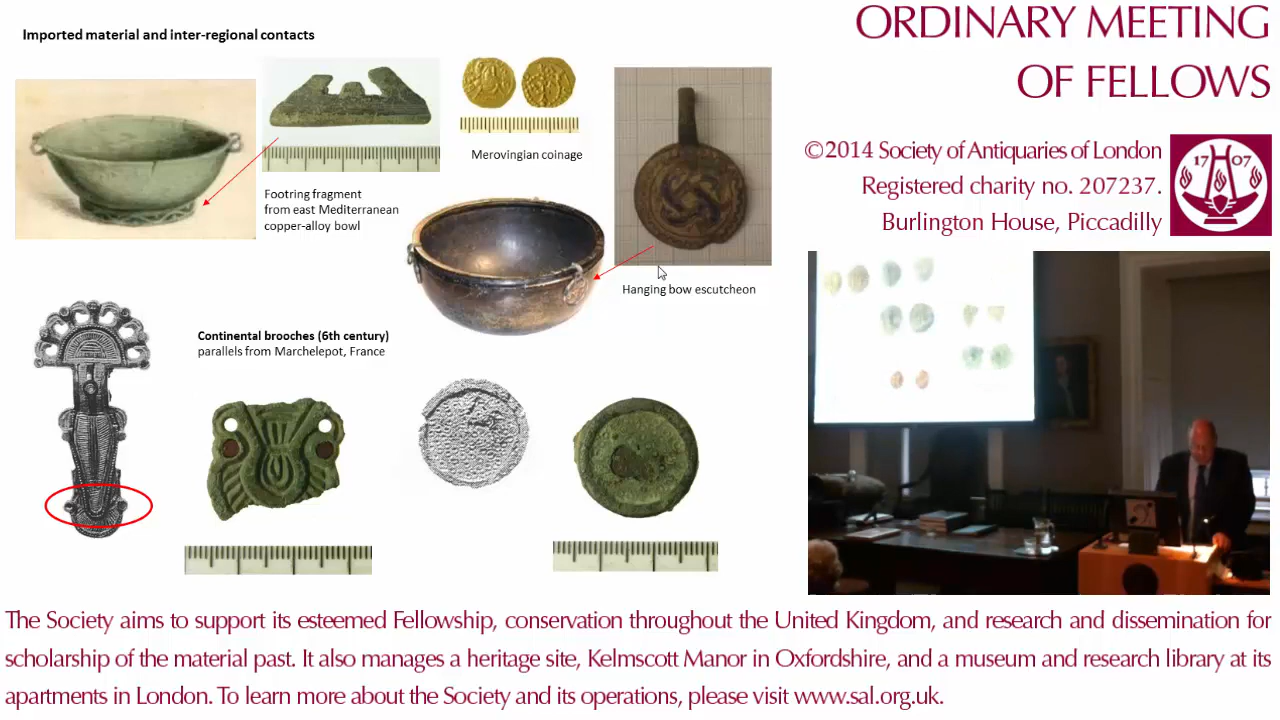 Imported material and inter-regional contacts
Merovingian coinage
Footring fragment
from east Mediterranean
copper-alloy bowl
Hanging bow escutcheon
Continental brooches (6th century)
parallels from Marchelepot, France
ORDINARY MEETING
OF FELLOWS
©2014 Society of Antiquaries of London
Registered charity no. 207237.
Burlington House, Piccadilly
17 07
The Society aims to support its esteemed Fellowship, conservation throughout the United Kingdom, and research and dissemination for
scholarship of the material past. It also manages a heritage site, Kelmscott Manor in Oxfordshire, and a museum and research library at its
apartments in London. To learn more about the Society and its operations, please visit www.sal.org.uk.